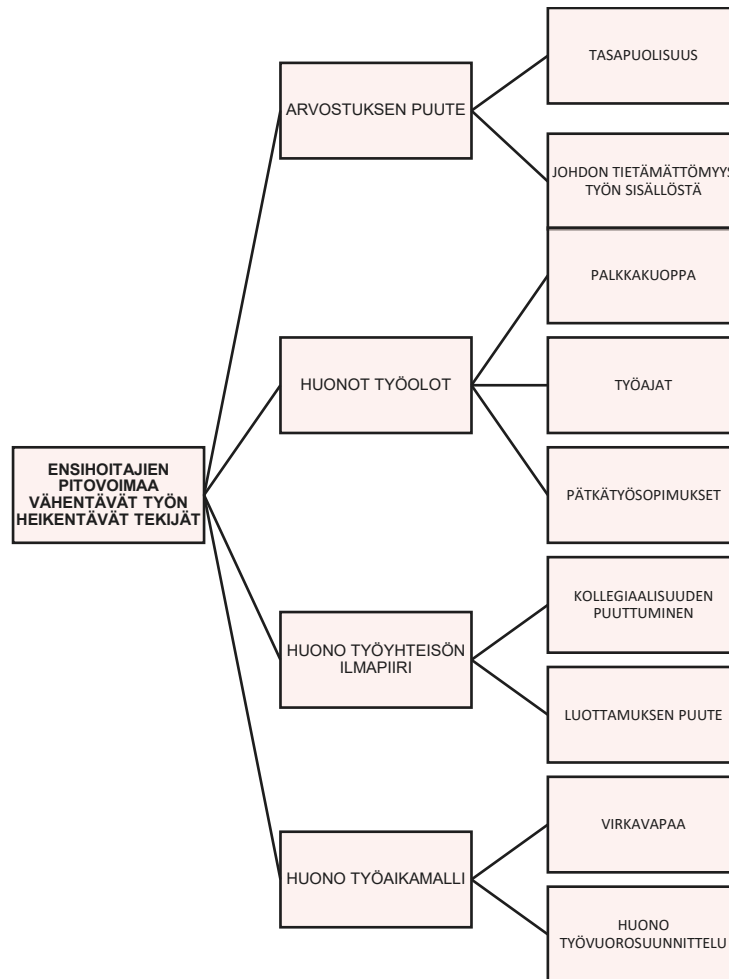 TASAPUOLISUUS
ARVOSTUKSEN PUUTE
JOHDON TIETÄMÄTTÖMYYS
TYÖN SISÄLLÖSTÄ
PALKKAKUOPPA
HUONOT TYÖOLOT
TYÖAJAT
ENSIHOITAJIEN
PITOVOIMAA
VÄHENTÄVÄT TYÖN
HEIKENTÄVÄT TEKIJÄT
PÄTKÄTYÖSOPIMUKSET
KOLLEGIAALISUUDEN
PUUTTUMINEN
HUONO TYÖYHTEISÖN
ILMAPIIRI
LUOTTAMUKSEN PUUTE
VIRKAVAPAA
HUONO TYÖAIKAMALLI
HUONO
TYÖVUOROSUUNNITTELU